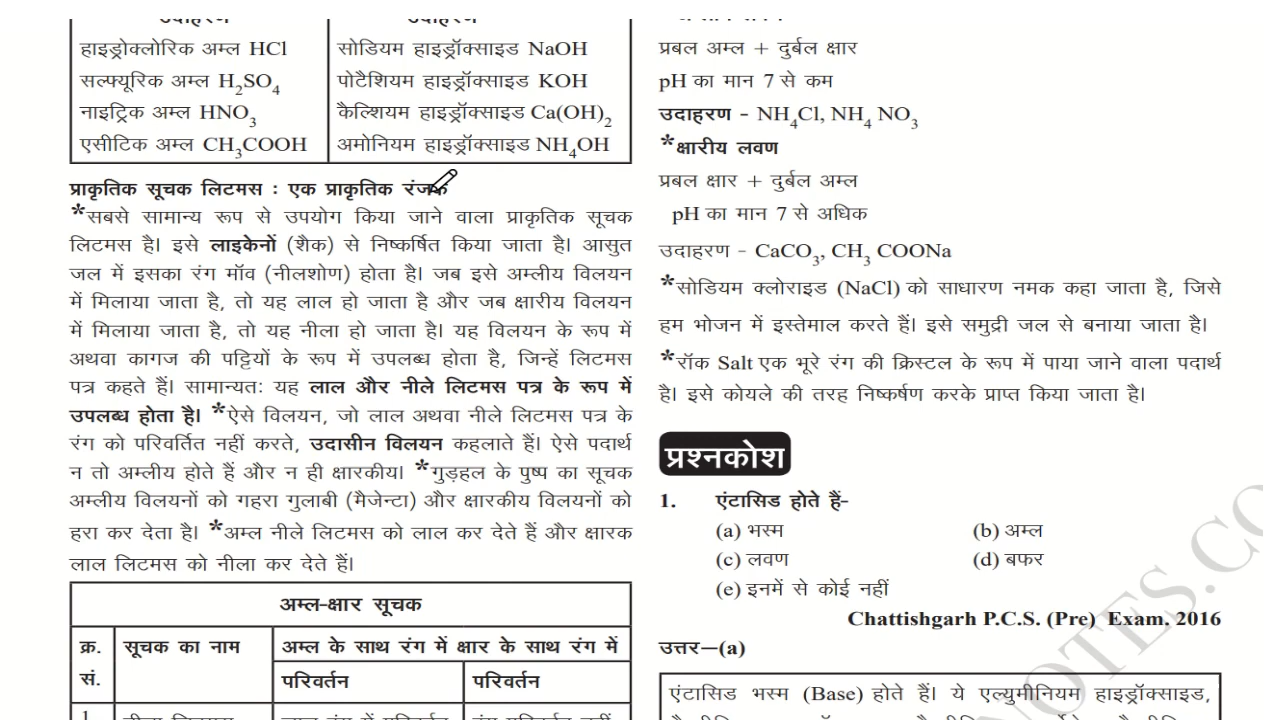 उदाहरण उदाहरण
हाइड्रोक्लोरिक अम्ल HCl सोडियम हाइड्रॉक्साइड NaOH
सल्फ्यूरिक अम्ल H₂SO₄ पोटैशियम हाइड्रॉक्साइड KOH
नाइट्रिक अम्ल HNO₃ कैल्शियम हाइड्रॉक्साइड Ca(OH)₂
एसीटिक अम्ल CH₃COOH अमोनियम हाइड्रॉक्साइड NH₄OH
प्राकृतिक सूचक लिटमस : एक प्राकृतिक रंजक
*सबसे सामान्य रूप से उपयोग किया जाने वाला प्राकृतिक सूचक
लिटमस है। इसे लाइकेनों (शैक) से निष्कर्षित किया जाता है। आसुत
जल में इसका रंग मॉव (नीलशोण) होता है। जब इसे अम्लीय विलयन
में मिलाया जाता है, तो यह लाल हो जाता है और जब क्षारीय विलयन
में मिलाया जाता है, तो यह नीला हो जाता है। यह विलयन के रूप में
अथवा कागज की पट्टियों के रूप में उपलब्ध होता है, जिन्हें लिटमस
पत्र कहते हैं। सामान्यतः यह लाल और नीले लिटमस पत्र के रूप में
उपलब्ध होता है। *ऐसे विलयन, जो लाल अथवा नीले लिटमस पत्र के
रंग को परिवर्तित नहीं करते, उदासीन विलयन कहलाते हैं। ऐसे पदार्थ
न तो अम्लीय होते हैं और न ही क्षारकीय। *गुड़हल के पुष्प का सूचक
अम्लीय विलयनों को गहरा गुलाबी (मैजेन्टा) और क्षारकीय विलयनों को
हरा कर देता है। *अम्ल नीले लिटमस को लाल कर देते हैं और क्षारक
लाल लिटमस को नीला कर देते हैं।
अम्ल-क्षार सूचक
क्र. सूचक का नाम अम्ल के साथ रंग में क्षार के साथ रंग में
सं. परिवर्तन परिवर्तन
प्रबल अम्ल + दुर्बल क्षार
pH का मान 7 से कम
उदाहरण - NH₄Cl, NH₄ NO₃
*क्षारीय लवण
प्रबल क्षार + दुर्बल अम्ल
pH का मान 7 से अधिक
उदाहरण - CaCO₃, CH₃ COONa
*सोडियम क्लोराइड (NaCl) को साधारण नमक कहा जाता है, जिसे
हम भोजन में इस्तेमाल करते हैं। इसे समुद्री जल से बनाया जाता है।
*रॉक Salt एक भूरे रंग की क्रिस्टल के रूप में पाया जाने वाला पदार्थ
है। इसे कोयले की तरह निष्कर्षण करके प्राप्त किया जाता है।
प्रश्नकोश
1. एंटासिड होते हैं-
(a) भस्म (b) अम्ल
(c) लवण (d) बफर
(e) इनमें से कोई नहीं
Chattishgarh P.C.S. (Pre) Exam. 2016
उत्तर—(a)
एंटासिड भस्म (Base) होते हैं। ये एल्युमीनियम हाइड्रॉक्साइड,
NOTES.CO